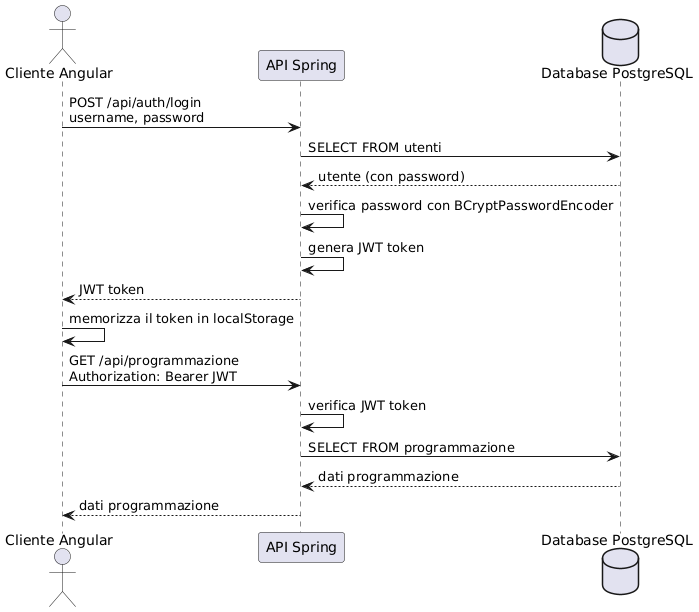 Cliente Angular
API Spring
Database PostgreSQL
POST /api/auth/login
username, password
SELECT FROM utenti
utente (con password)
verifica password con BCryptPasswordEncoder
genera JWT token
JWT token
memorizza il token in localStorage
GET /api/programmazione
Authorization: Bearer JWT
verifica JWT token
SELECT FROM programmazione
dati programmazione
dati programmazione
Cliente Angular
API Spring
Database PostgreSQL